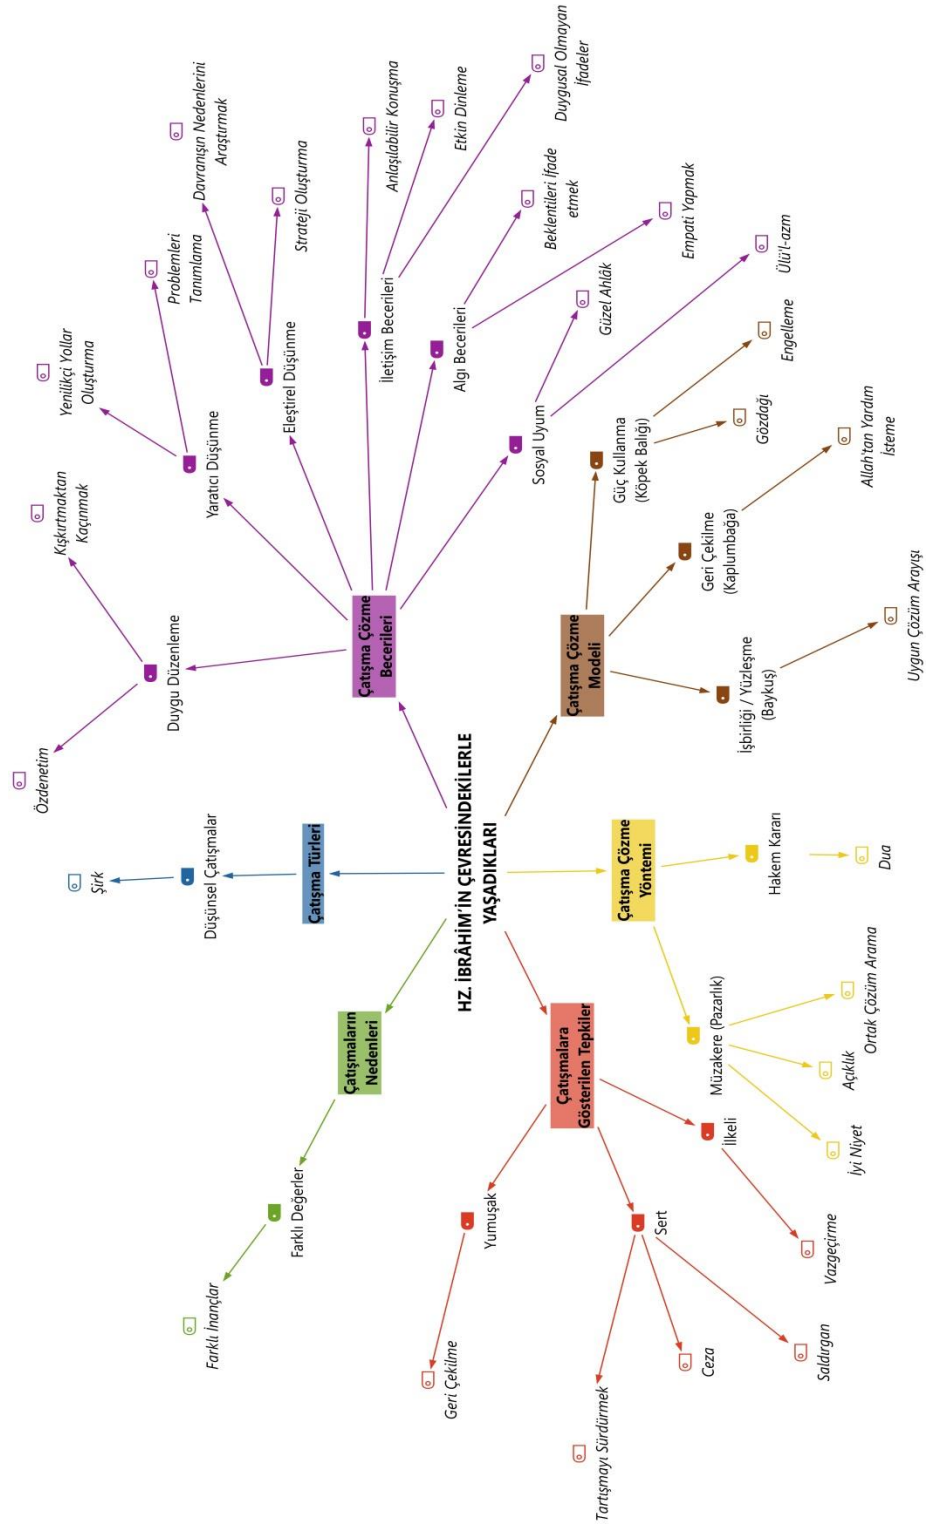 HZ. İBRÂHİM'İN ÇEVRESİNDEKİLERLE
YAŞADIKLARI
Çatışmaların
Nedenleri
Farklı Değerler
Farklı İnançlar
Çatışma Türleri
Düşünsel Çatışmalar
Şirk
Çatışma Çözme
Becerileri
Duygu Düzenleme
Özdenetim
Kışkırtmaktan
Kaçınmak
Yaratıcı Düşünme
Yenilikçi Yollar
Oluşturma
Problemleri
Tanımlama
Eleştirel Düşünme
Davranışın Nedenlerini
Araştırmak
Strateji Oluşturma
İletişim Becerileri
Anlaşılabilir Konuşma
Etkin Dinleme
Duygusal Olmayan
İfadeler
Algı Becerileri
Beklentileri İfade
etmek
Empati Yapmak
Sosyal Uyum
Güzel Ahlâk
Ülü'l-azm
Çatışma Çözme
Modeli
Güç Kullanma
(Köpek Balığı)
Engelleme
Gözdağı
Geri Çekilme
(Kaplumbağa)
Allah'tan Yardım
İsteme
İşbirliği / Yüzleşme
(Baykuş)
Uygun Çözüm Arayışı
Çatışma Çözme
Yöntemi
Hakem Kararı
Dua
Müzakere (Pazarlık)
Ortak Çözüm Arama
Açıklık
İyi Niyet
Çatışmalara
Gösterilen Tepkiler
İlkeli
Vazgeçirme
Sert
Saldırgan
Ceza
Tartışmayı Sürdürmek
Yumuşak
Geri Çekilme